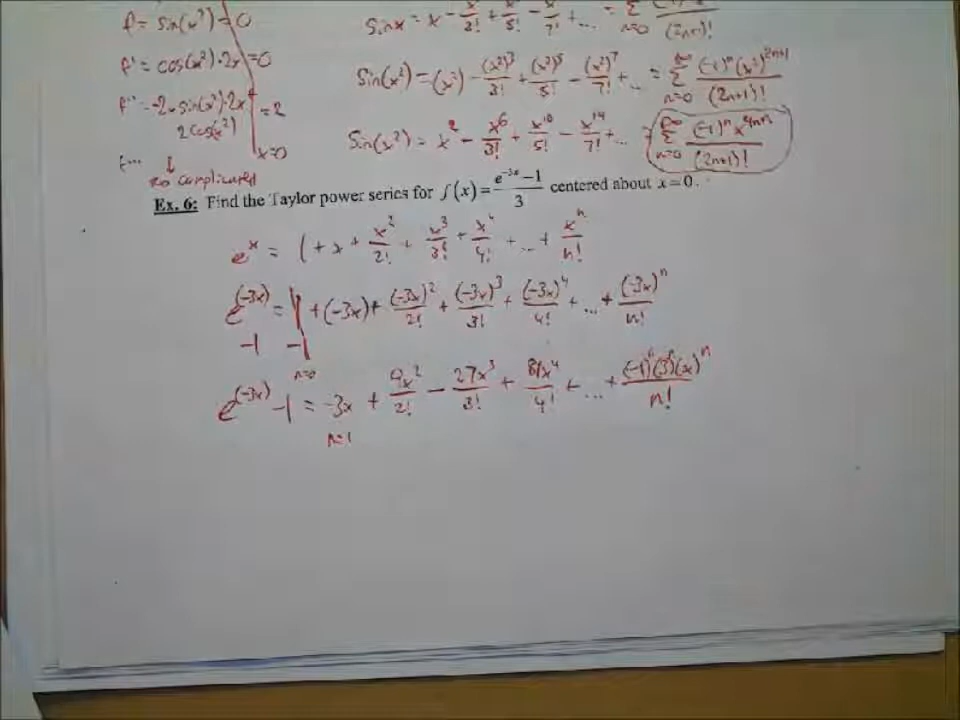 f = sin(x²) = 0
Sin x = x - x/3! + x/5! - x/7! + ... = Σ n=0 (-1)ⁿx/(2n+1)!
f' = cos(x²)·2x = 0
Sin(x²) = (x²) - (x²)³/3! + (x²)⁵/5! - (x²)⁷/7! + ... = Σ n=0 ∞ (-1)ⁿ(x²)²ⁿ⁺¹/(2n+1)!
f'' = -2x sin(x²)·2x = 2
2cos(x²)
x=0
Sin(x²) = x² - x⁶/3! + x¹⁰/5! - x¹⁴/7! + ... = Σ n=0 ∞ (-1)ⁿ x⁴ⁿ⁺²/(2n+1)!
f''' ↓
too complicated
Ex. 6: Find the Taylor power series for f(x) = (e⁻³ˣ - 1)/3 centered about x = 0.
eˣ = 1 + x + x²/2! + x³/3! + x⁴/4! + ... + xⁿ/n!
e⁽⁻³ˣ⁾ = 1 + (-3x) + (-3x)²/2! + (-3x)³/3! + (-3x)⁴/4! + ... + (-3x)ⁿ/n!
-1 -1
n=0
e⁽⁻³ˣ⁾ - 1 = -3x + 9x²/2! - 27x³/3! + 81x⁴/4! + ... + (-1)ⁿ(3)ⁿ(x)ⁿ/n!
n=1